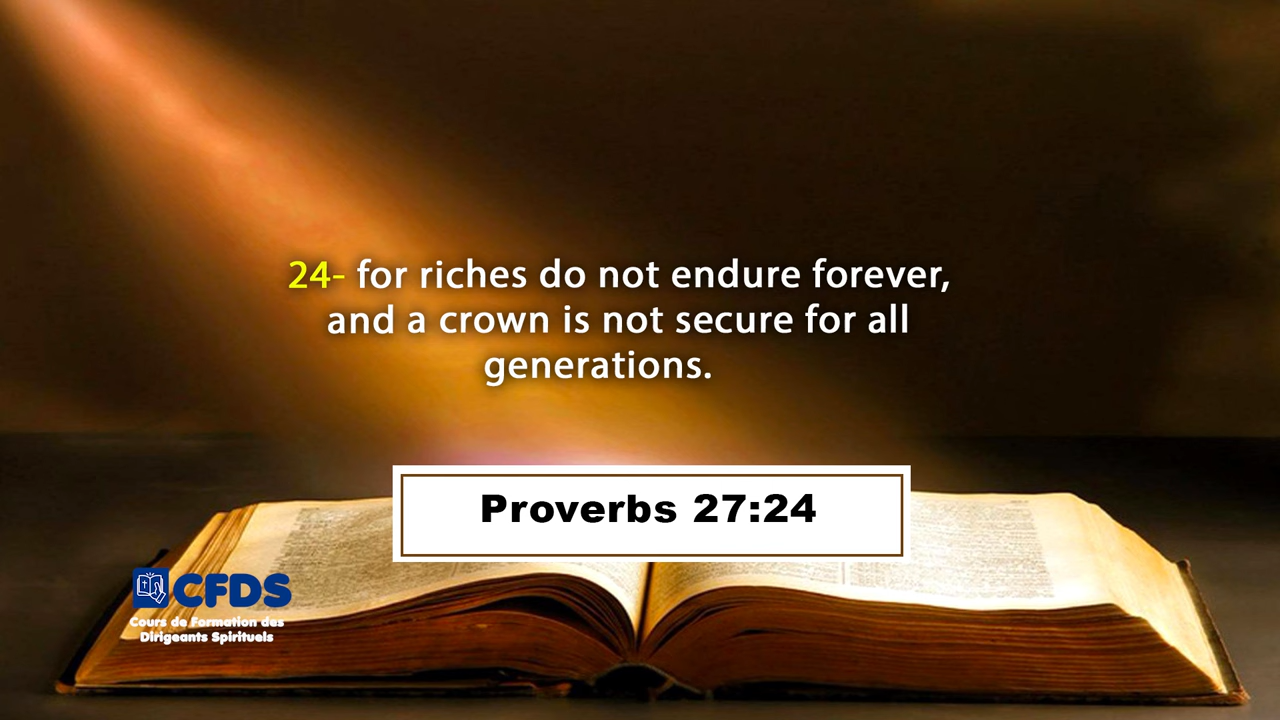 24- for riches do not endure forever,
and a crown is not secure for all
generations.
Proverbs 27:24
CFDS
Cours de Formation des
Dirigeants Spirituels